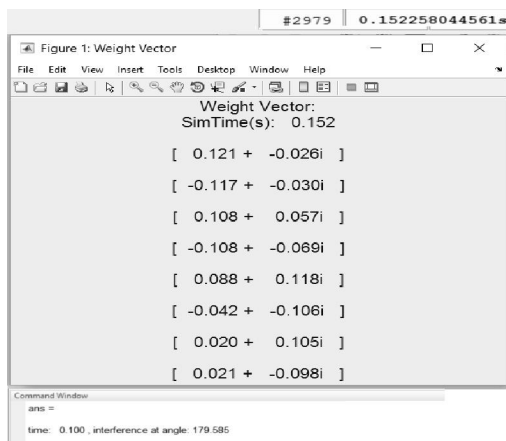 #2979 0.152258044561s
Figure 1: Weight Vector
File Edit View Insert Tools Desktop Window Help
Weight Vector:
SimTime(s): 0.152
[ 0.121 + -0.026i ]
[ -0.117 + -0.030i ]
[ 0.108 + 0.057i ]
[ -0.108 + -0.069i ]
[ 0.088 + 0.118i ]
[ -0.042 + -0.106i ]
[ 0.020 + 0.105i ]
[ 0.021 + -0.098i ]
Command Window
ans =
time: 0.100 , interference at angle: 179.585